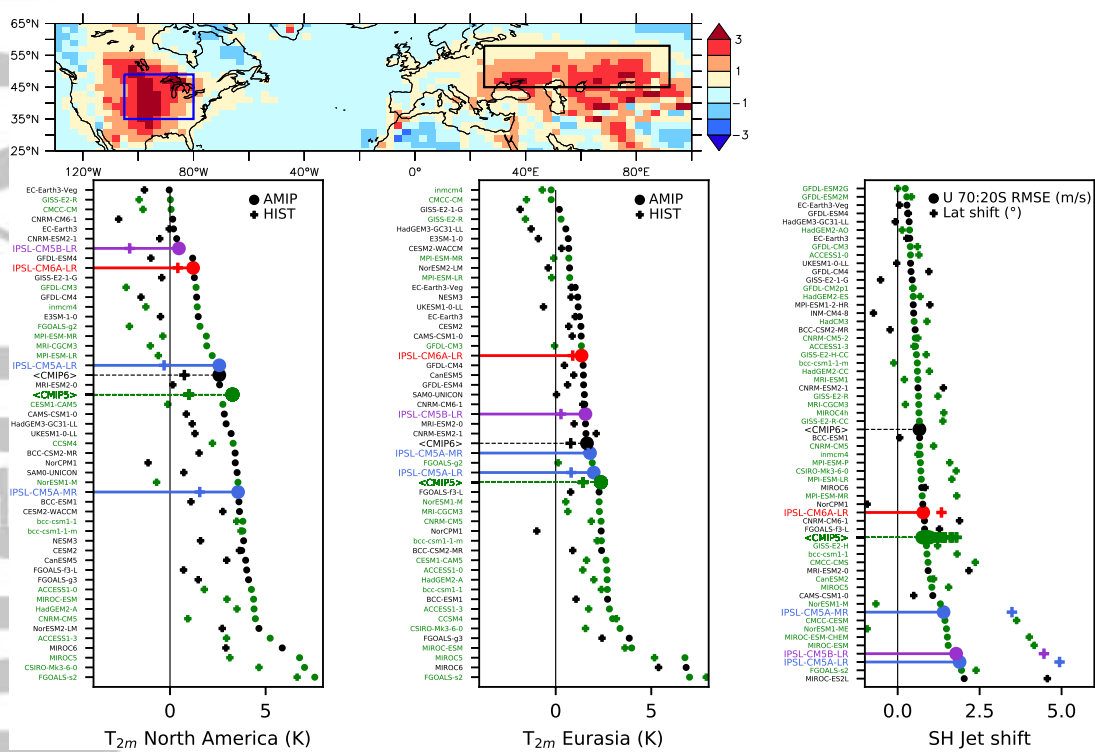 65°N
55°N
45°N
35°N
25°N
120°W
80°W
0°
40°E
80°E
3
1
−1
−3
AMIP
HIST
EC-Earth3-Veg
GISS-E2-R
CMCC-CM
CNRM-CM6-1
EC-Earth3
CNRM-ESM2-1
IPSL-CM5B-LR
GFDL-ESM4
IPSL-CM6A-LR
GISS-E2-1-G
GFDL-CM3
GFDL-CM4
inmcm4
E3SM-1-0
FGOALS-g2
MPI-ESM-MR
MRI-CGCM3
MPI-ESM-LR
IPSL-CM5A-LR
<CMIP6>
MRI-ESM2-0
<CMIP5>
CESM1-CAM5
CAMS-CSM1-0
HadGEM3-GC31-LL
UKESM1-0-LL
CCSM4
BCC-CSM2-MR
NorCPM1
SAM0-UNICON
NorESM1-M
IPSL-CM5A-MR
BCC-ESM1
CESM2-WACCM
bcc-csm1-1
bcc-csm1-1-m
NESM3
CESM2
CanESM5
FGOALS-f3-L
FGOALS-g3
ACCESS1-0
MIROC-ESM
HadGEM2-A
CNRM-CM5
NorESM2-LM
ACCESS1-3
MIROC6
MIROC5
CSIRO-Mk3-6-0
FGOALS-s2
0
5
T2m North America (K)
AMIP
HIST
inmcm4
CMCC-CM
GISS-E2-1-G
GISS-E2-R
HadGEM3-GC31-LL
E3SM-1-0
CESM2-WACCM
MPI-ESM-MR
NorESM2-LM
MPI-ESM-LR
EC-Earth3-Veg
NESM3
UKESM1-0-LL
EC-Earth3
CESM2
CAMS-CSM1-0
GFDL-CM3
IPSL-CM6A-LR
GFDL-CM4
CanESM5
GFDL-ESM4
SAM0-UNICON
CNRM-CM6-1
IPSL-CM5B-LR
MRI-ESM2-0
CNRM-ESM2-1
<CMIP6>
IPSL-CM5A-MR
FGOALS-g2
IPSL-CM5A-LR
<CMIP5>
FGOALS-f3-L
NorESM1-M
MRI-CGCM3
CNRM-CM5
NorCPM1
bcc-csm1-1-m
BCC-CSM2-MR
CESM1-CAM5
ACCESS1-0
HadGEM2-A
bcc-csm1-1
BCC-ESM1
ACCESS1-3
CCSM4
CSIRO-Mk3-6-0
FGOALS-g3
MIROC-ESM
MIROC5
MIROC6
FGOALS-s2
0
5
T2m Eurasia (K)
U 70:20S RMSE (m/s)
Lat shift (°)
GFDL-ESM2G
GFDL-ESM2M
EC-Earth3-Veg
GFDL-ESM4
HadGEM3-GC31-LL
HadGEM2-AO
EC-Earth3
GFDL-CM3
ACCESS1-0
UKESM1-0-LL
GFDL-CM4
GISS-E2-1-G
GFDL-CM2p1
HadGEM2-ES
MPI-ESM-1-2-HR
INM-CM4-8
HadCM3
BCC-CSM2-MR
CNRM-CM5-2
ACCESS1-3
GISS-E2-H-CC
bcc-csm1-1-m
HadGEM2-CC
MRI-ESM1
CNRM-ESM2-1
GISS-E2-R
MRI-CGCM3
MIROC4h
GISS-E2-R-CC
<CMIP6>
BCC-ESM1
CNRM-CM5
inmcm4
MPI-ESM-P
CSIRO-Mk3-6-0
MPI-ESM-LR
MIROC6
MPI-ESM-MR
NorCPM1
IPSL-CM6A-LR
CNRM-CM6-1
FGOALS-f3-L
<CMIP5>
GISS-E2-H
bcc-csm1-1
CMCC-CMS
MRI-ESM2-0
CanESM2
MIROC5
CAMS-CSM1-0
NorESM1-M
IPSL-CM5A-MR
CMCC-CESM
NorESM1-ME
MIROC-ESM-CHEM
MIROC-ESM
IPSL-CM5B-LR
IPSL-CM5A-LR
FGOALS-s2
MIROC-ES2L
0.0
2.5
5.0
SH Jet shift